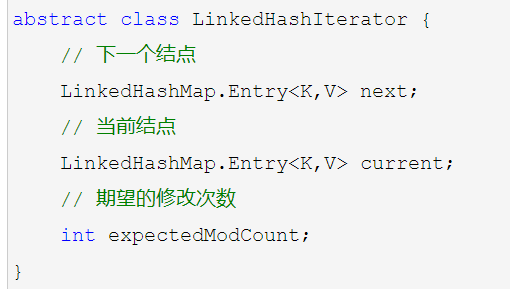 abstract class LinkedHashIterator {
// 下一个结点
LinkedHashMap.Entry<K,V> next;
// 当前结点
LinkedHashMap.Entry<K,V> current;
// 期望的修改次数
int expectedModCount;
}